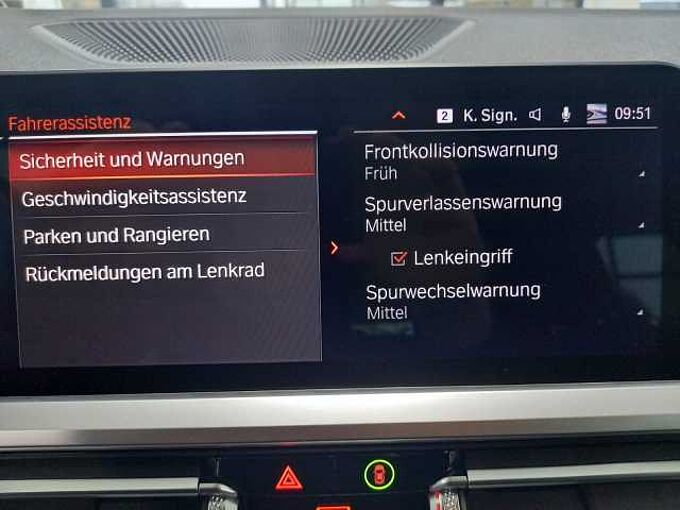 2 K. Sign. 09:51
Fahrerassistenz
Sicherheit und Warnungen
Geschwindigkeitsassistenz
Parken und Rangieren
Rückmeldungen am Lenkrad
Frontkollisionswarnung
Früh
Spurverlassenswarnung
Mittel
Lenkeingriff
Spurwechselwarnung
Mittel